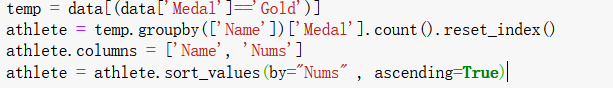 temp = data[(data['Medal']=='Gold')]
athlete = temp.groupby(['Name'])['Medal'].count().reset_index()
athlete.columns = ['Name', 'Nums']
athlete = athlete.sort_values(by="Nums" , ascending=True)